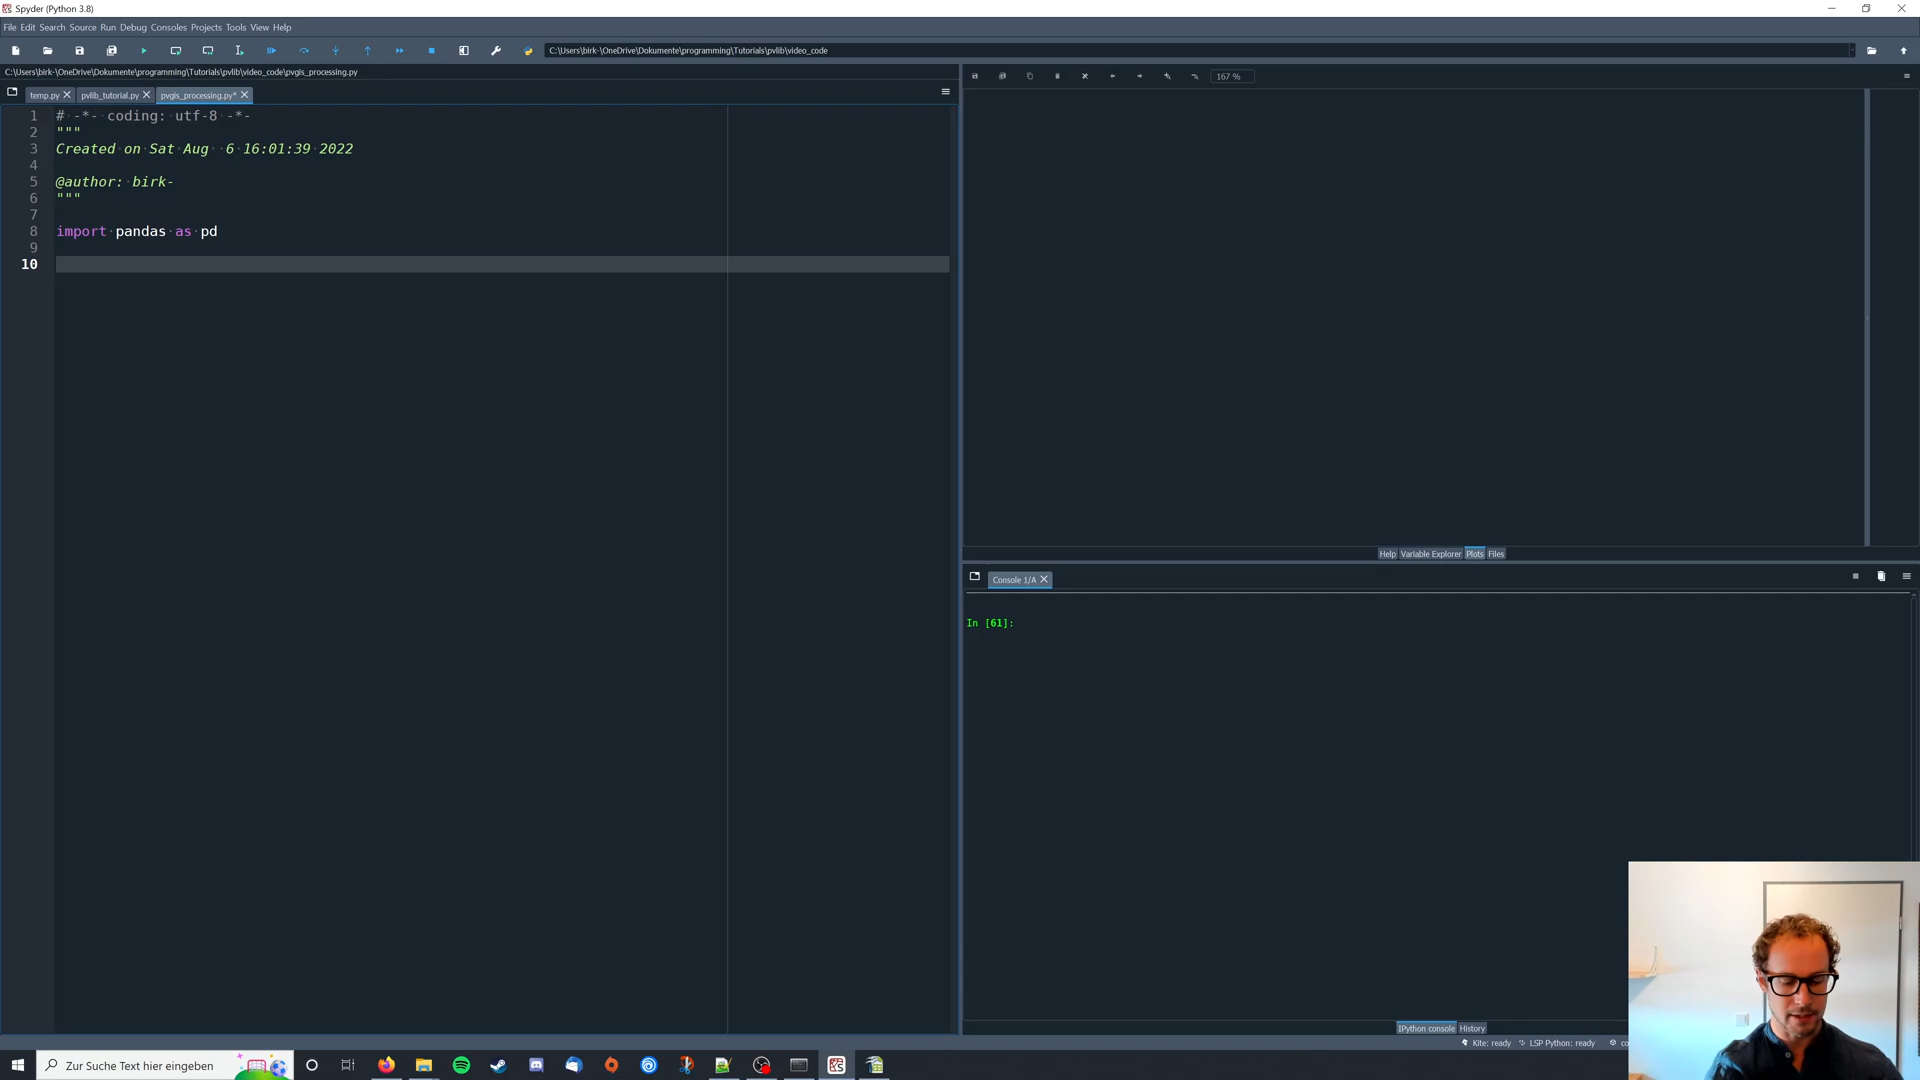 Spyder (Python 3.8)
File Edit Search Source Run Debug Consoles Projects Tools View Help
C:\Users\birk-\OneDrive\Dokumente\programming\Tutorials\pvlib\video_code
C:\Users\birk-\OneDrive\Dokumente\programming\Tutorials\pvlib\video_code\pvgis_processing.py
temp.py
pvlib_tutorial.py
pvgis_processing.py*
167 %
1 # -*- coding: utf-8 -*-
2 """
3 Created on Sat Aug  6 16:01:39 2022
4
5 @author: birk-
6 """
7
8 import pandas as pd
9
10
Help Variable Explorer Plots Files
Console 1/A
In [61]:
IPython console History
Kite: ready LSP Python: ready
Zur Suche Text hier eingeben